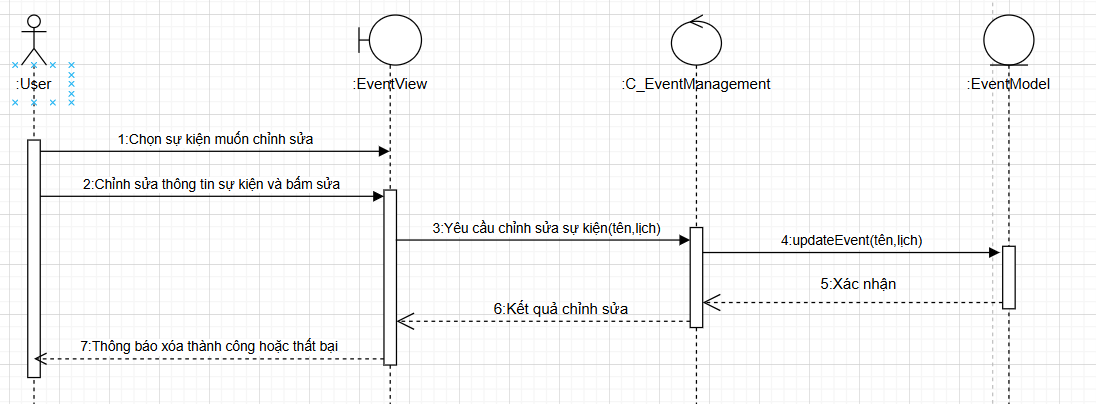 :User
:EventView
:C_EventManagement
:EventModel
1:Chọn sự kiện muốn chỉnh sửa
2:Chỉnh sửa thông tin sự kiện và bấm sửa
3:Yêu cầu chỉnh sửa sự kiện(tên,lịch)
4:updateEvent(tên,lịch)
5:Xác nhận
6:Kết quả chỉnh sửa
7:Thông báo xóa thành công hoặc thất bại